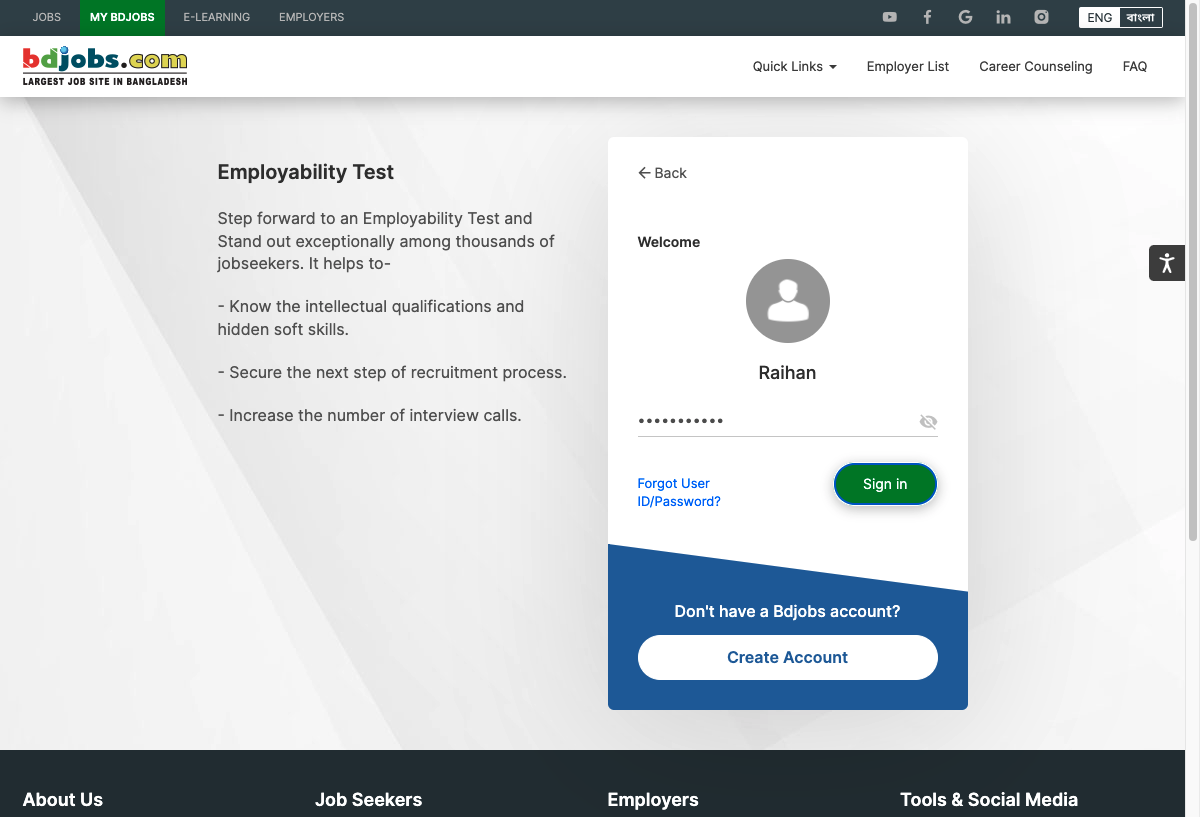 JOBS
MY BDJOBS
E-LEARNING
EMPLOYERS
ENG
বাংলা
bdjobs.com
LARGEST JOB SITE IN BANGLADESH
Quick Links
Employer List
Career Counseling
FAQ
Employability Test
Step forward to an Employability Test and
Stand out exceptionally among thousands of
jobseekers. It helps to-
- Know the intellectual qualifications and
hidden soft skills.
- Secure the next step of recruitment process.
- Increase the number of interview calls.
Back
Welcome
Raihan
•••••••••••
Forgot User
ID/Password?
Sign in
Don't have a Bdjobs account?
Create Account
About Us
Job Seekers
Employers
Tools & Social Media